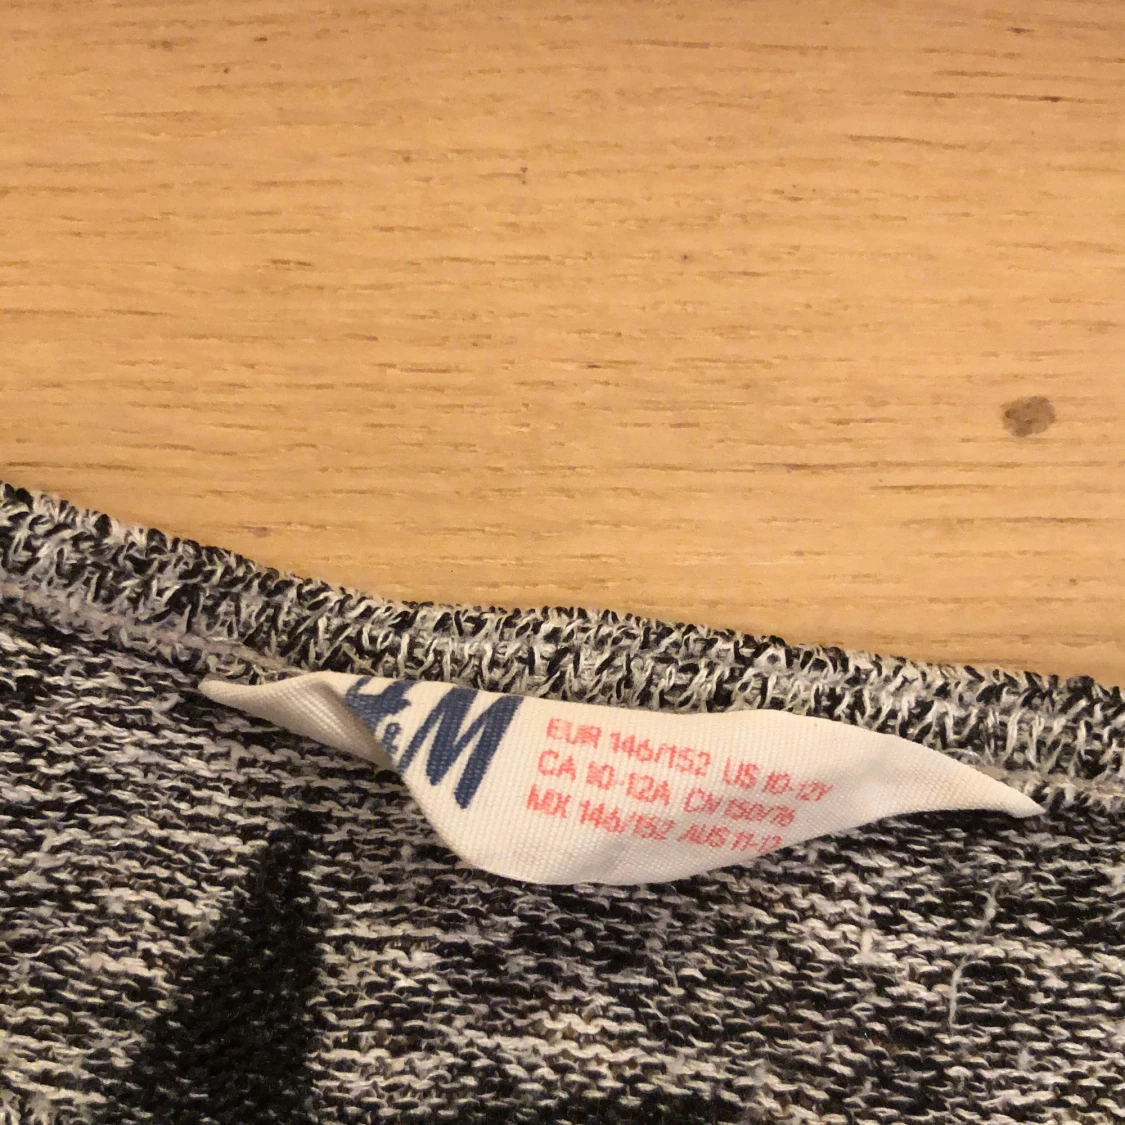 H&M
EUR 146/152 US 10-12Y
CA 10-12A CN 150/76
MX 146/152 AUS 11-12